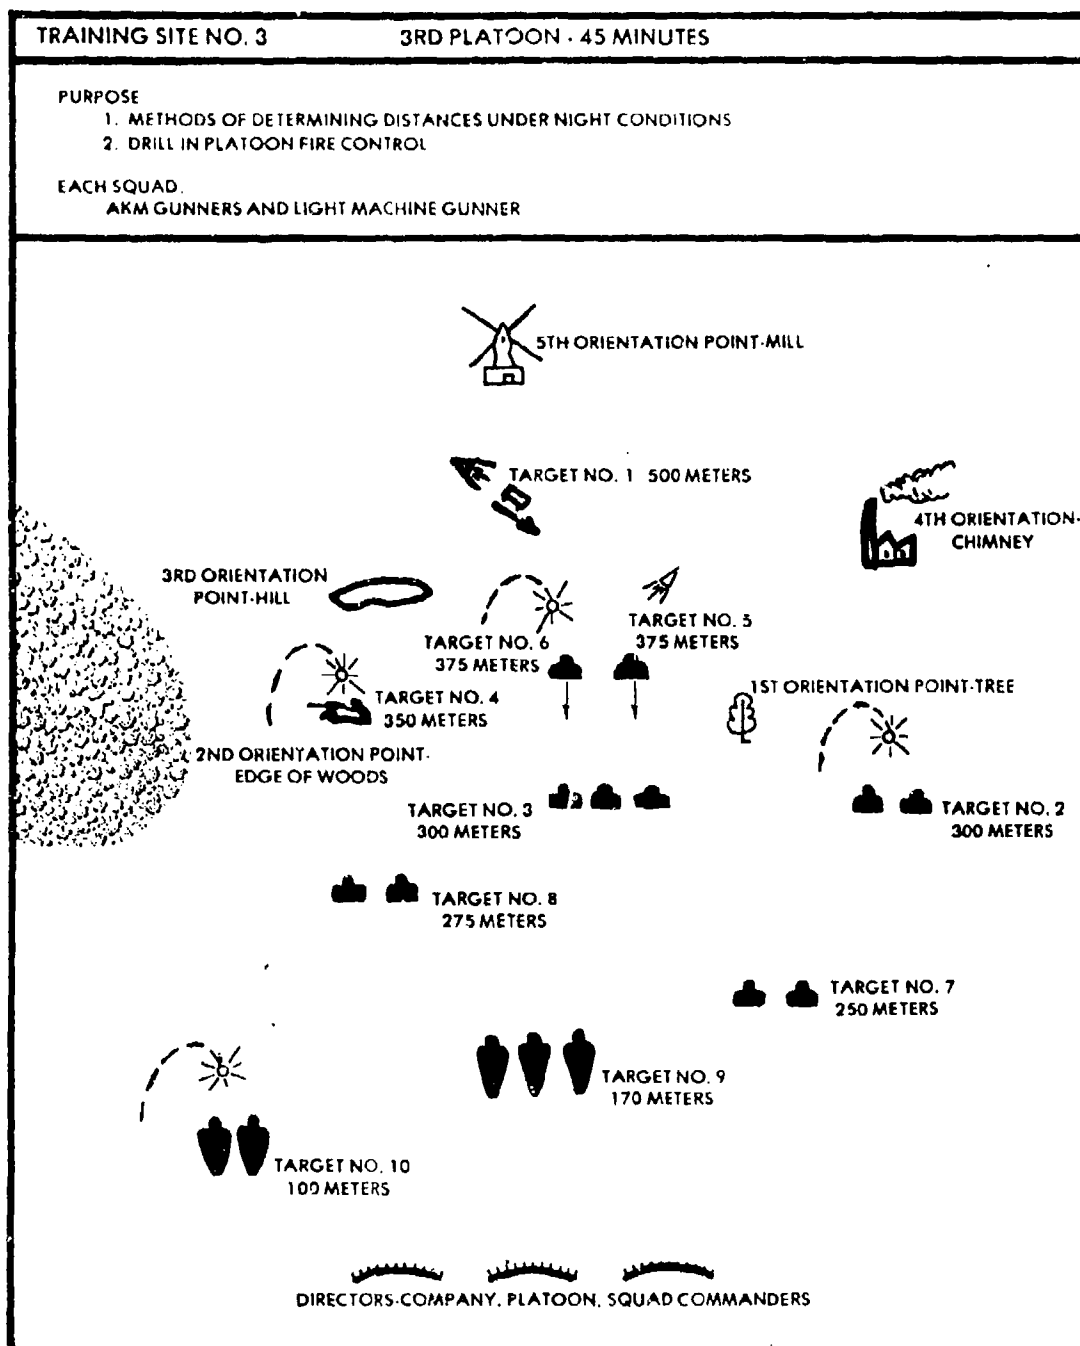 TRAINING SITE NO. 3 3RD PLATOON - 45 MINUTES
PURPOSE
1. METHODS OF DETERMINING DISTANCES UNDER NIGHT CONDITIONS
2. DRILL IN PLATOON FIRE CONTROL
EACH SQUAD.
AKM GUNNERS AND LIGHT MACHINE GUNNER
5TH ORIENTATION POINT-MILL
TARGET NO. 1 500 METERS
4TH ORIENTATION-
CHIMNEY
3RD ORIENTATION
POINT-HILL
TARGET NO. 5
375 METERS
TARGET NO. 6
375 METERS
1ST ORIENTATION POINT-TREE
TARGET NO. 4
350 METERS
2ND ORIENTATION POINT-
EDGE OF WOODS
TARGET NO. 3
300 METERS
TARGET NO. 2
300 METERS
TARGET NO. 8
275 METERS
TARGET NO. 7
250 METERS
TARGET NO. 9
170 METERS
TARGET NO. 10
100 METERS
DIRECTORS-COMPANY, PLATOON, SQUAD COMMANDERS